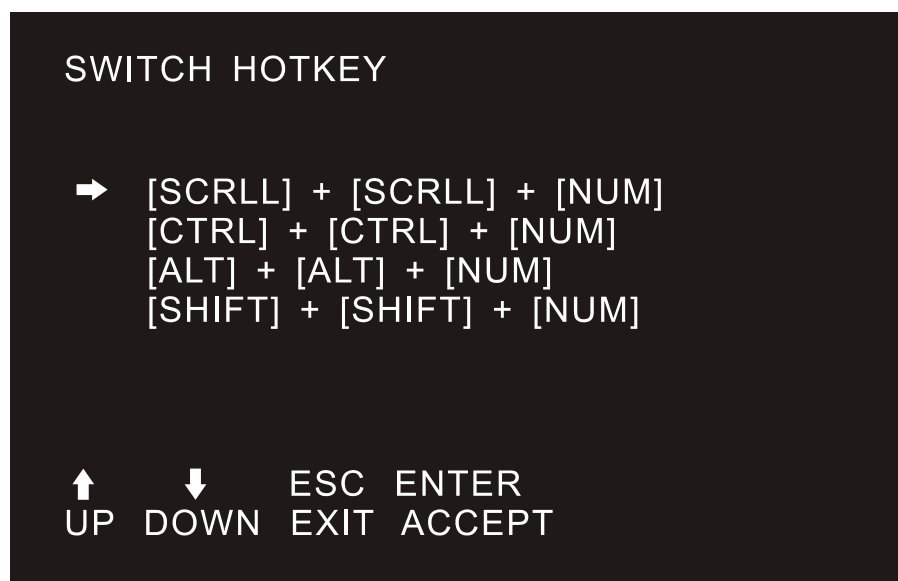 SWITCH HOTKEY
➡ [SCRLL] + [SCRLL] + [NUM]
[CTRL] + [CTRL] + [NUM]
[ALT] + [ALT] + [NUM]
[SHIFT] + [SHIFT] + [NUM]
⬆ ⬇ ESC ENTER
UP DOWN EXIT ACCEPT